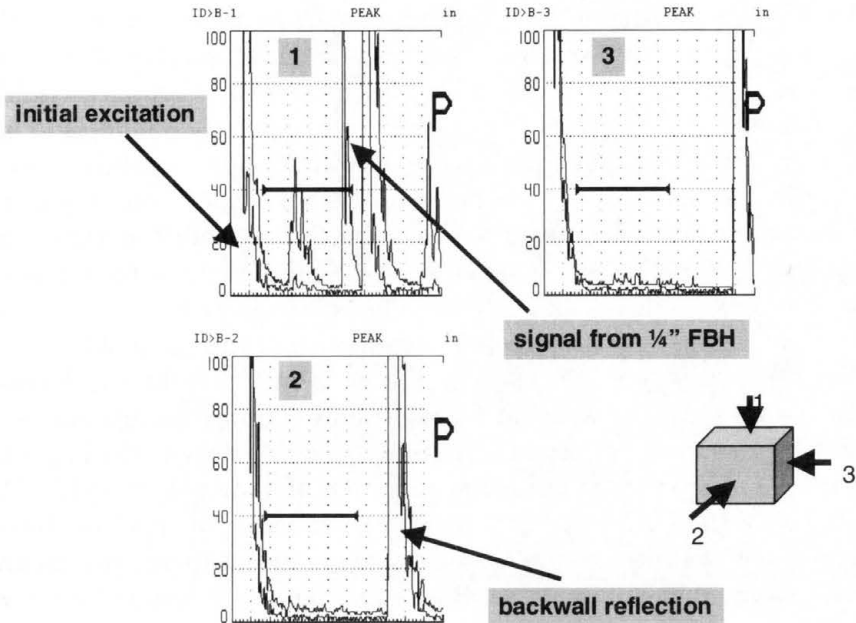 ID>B-1 PEAK in
100
80
60
40
20
0
1
P
initial excitation
ID>B-3 PEAK in
100
80
60
40
20
0
3
P
signal from ¼” FBH
ID>B-2 PEAK in
100
80
60
40
20
0
2
P
backwall reflection
1
3
2